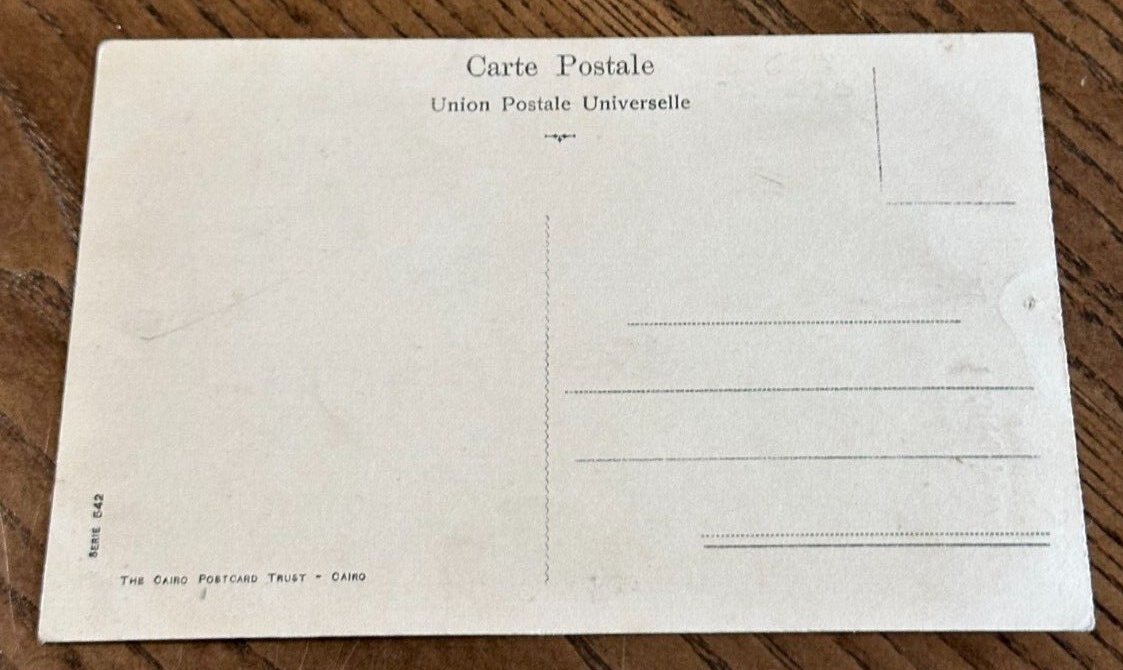 Carte Postale
Union Postale Universelle
SERIE 542
THE CAIRO POSTCARD TRUST - CAIRO